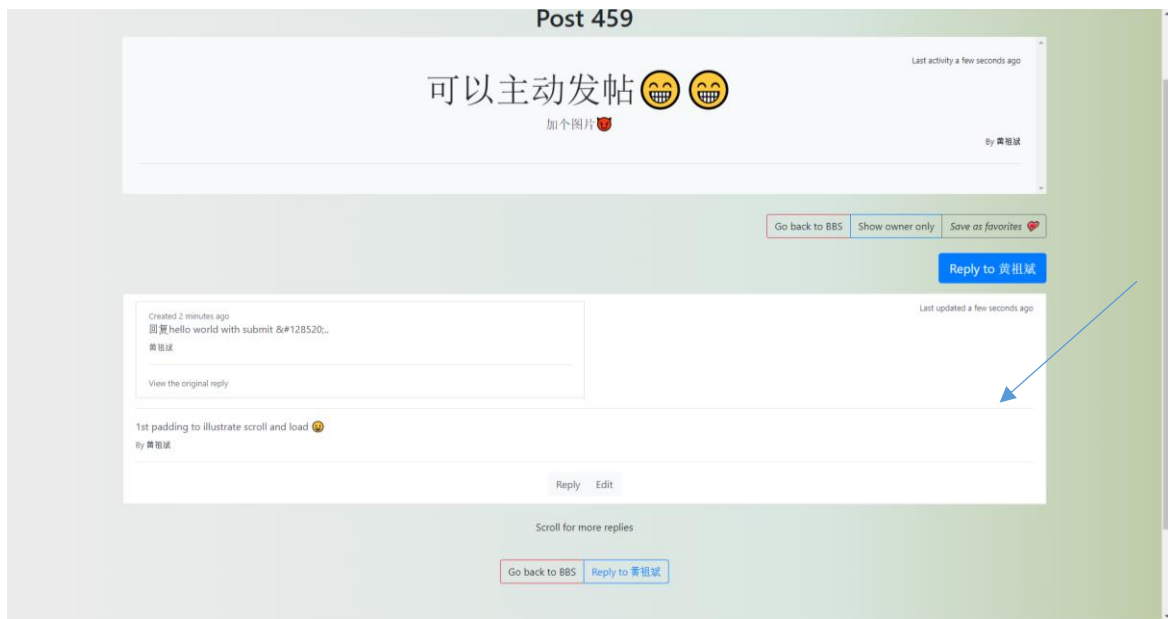 Post 459
Last activity a few seconds ago
可以主动发帖😁😁
加个图片😈
By 黄祖斌
Go back to BBS Show owner only Save as favorites 💖
Reply to 黄祖斌
Last updated a few seconds ago
Created 2 minutes ago
回复hello world with submit &#128520;..
黄祖斌
View the original reply
1st padding to illustrate scroll and load 😀
By 黄祖斌
Reply Edit
Scroll for more replies
Go back to BBS Reply to 黄祖斌